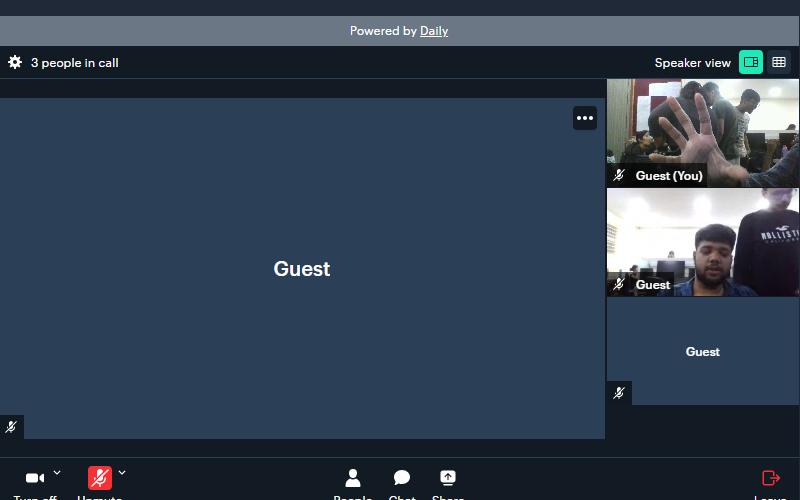 Powered by Daily
3 people in call
Speaker view
Guest
Guest (You)
Guest
Guest
Turn off
Unmute
People
Chat
Share
Leave